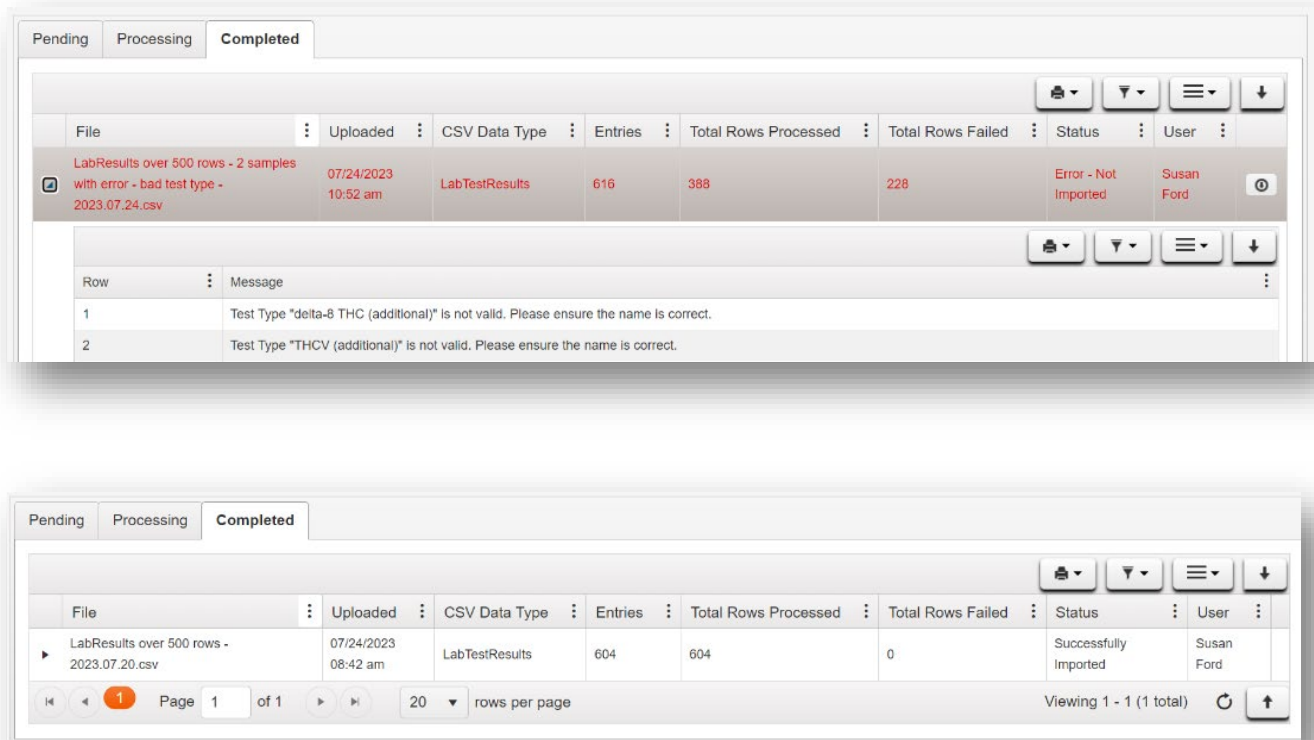 Pending Processing Completed
File Uploaded CSV Data Type Entries Total Rows Processed Total Rows Failed Status User
LabResults over 500 rows - 2 samples
with error - bad test type -
2023.07.24.csv
07/24/2023
10:52 am
LabTestResults
616
388
228
Error - Not
Imported
Susan
Ford
Row Message
1 Test Type "delta-8 THC (additional)" is not valid. Please ensure the name is correct.
2 Test Type "THCV (additional)" is not valid. Please ensure the name is correct.
Pending Processing Completed
File Uploaded CSV Data Type Entries Total Rows Processed Total Rows Failed Status User
LabResults over 500 rows -
2023.07.20.csv
07/24/2023
08:42 am
LabTestResults
604
604
0
Successfully
Imported
Susan
Ford
1 Page 1 of 1 20 rows per page Viewing 1 - 1 (1 total)